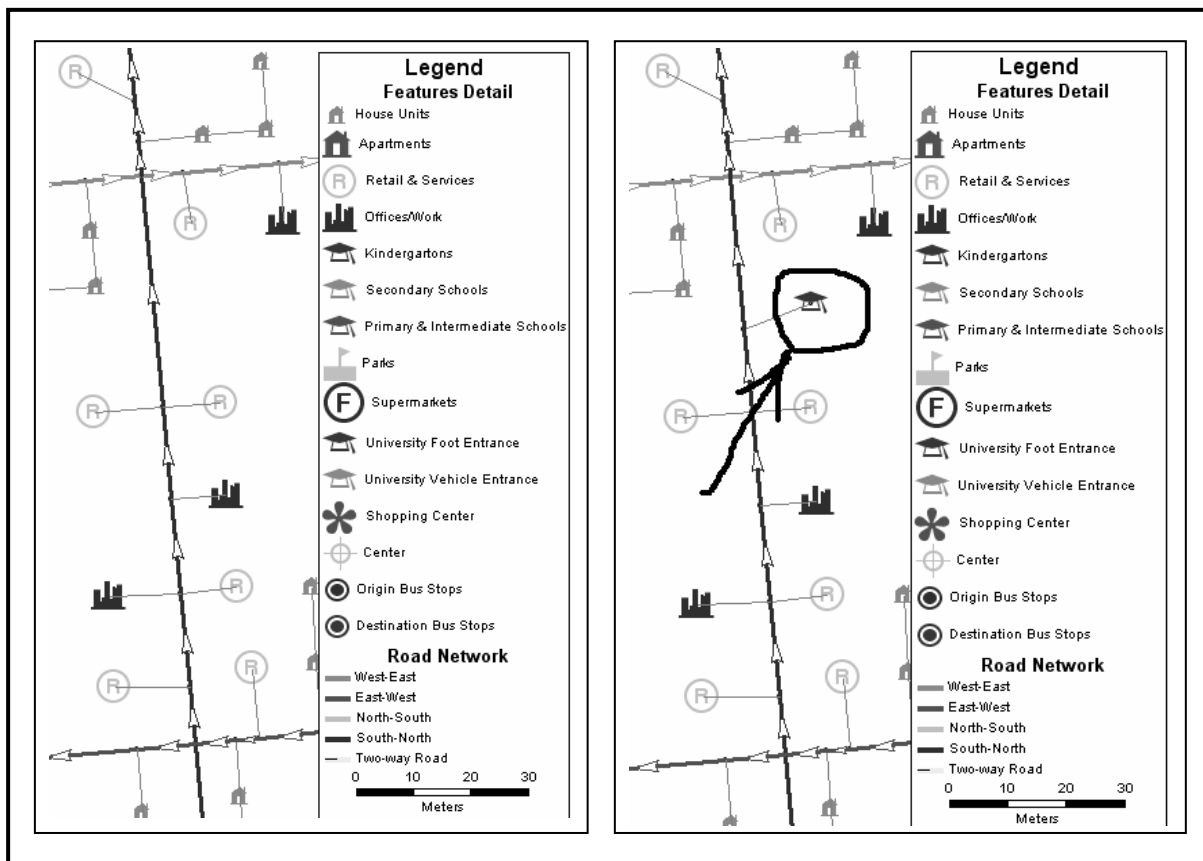 R
R
R
R
R
R
R
Legend
Features Detail
House Units
Apartments
R
Retail & Services
Offices/Work
Kindergartons
Secondary Schools
Primary & Intermediate Schools
Parks
F
Supermarkets
University Foot Entrance
University Vehicle Entrance
Shopping Center
Center
Origin Bus Stops
Destination Bus Stops
Road Network
West-East
East-West
North-South
South-North
Two-way Road
0 10 20 30
Meters
R
R
R
R
R
R
R
Legend
Features Detail
House Units
Apartments
R
Retail & Services
Offices/Work
Kindergartons
Secondary Schools
Primary & Intermediate Schools
Parks
F
Supermarkets
University Foot Entrance
University Vehicle Entrance
Shopping Center
Center
Origin Bus Stops
Destination Bus Stops
Road Network
West-East
East-West
North-South
South-North
Two-way Road
0 10 20 30
Meters